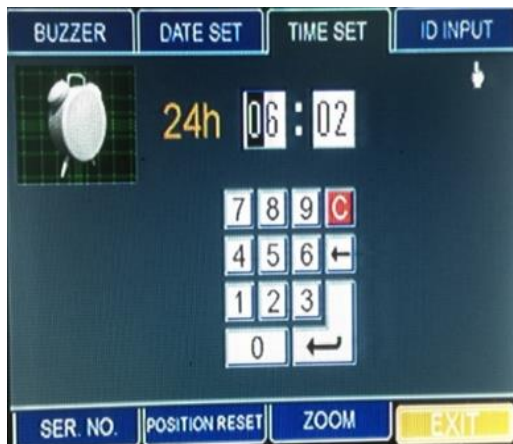 BUZZER DATE SET TIME SET ID INPUT
24h 06 : 02
7 8 9 C
4 5 6 ←
1 2 3
0 ↵
SER. NO. POSITION RESET ZOOM EXIT